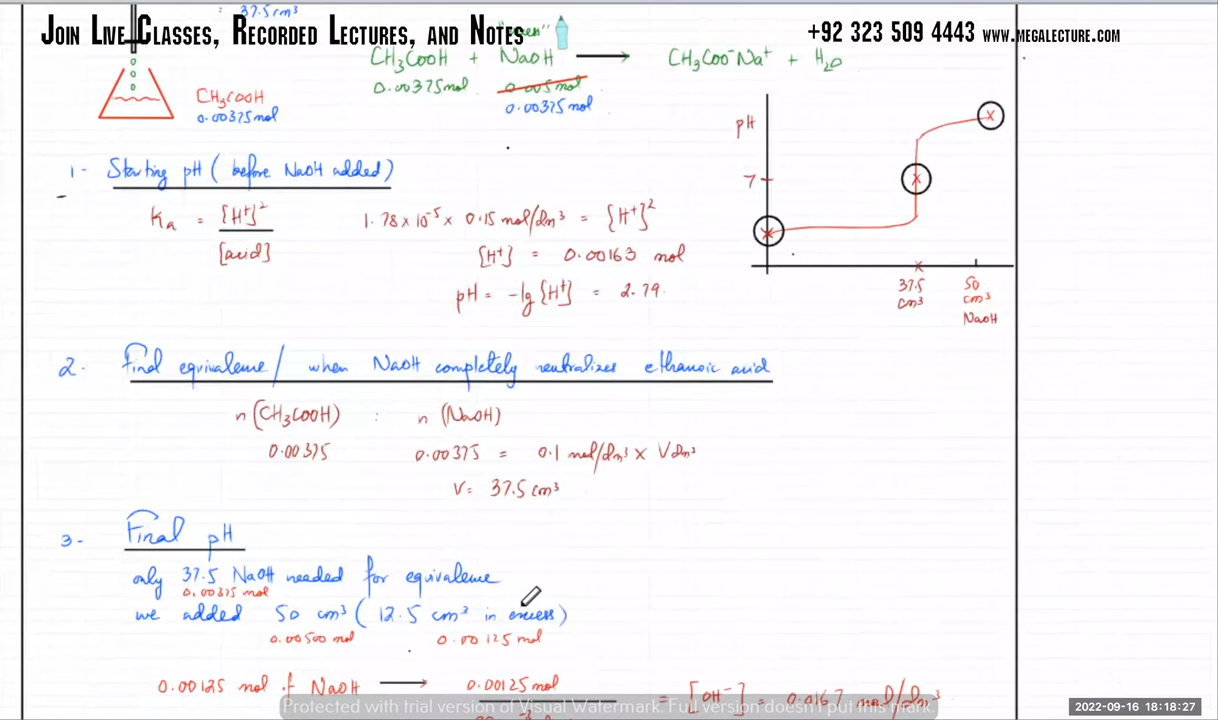 = 37.5 cm³
JOIN LIVE CLASSES, RECORDED LECTURES, AND NOTES
+92 323 509 4443 www.megalecture.com
CH₃COOH + NaOH ⟶ CH₃COO⁻Na⁺ + H₂O
0.00375 mol 0.005 mol
0.00375 mol
CH₃COOH
0.00375 mol
pH
7
37.5 cm³
50 cm³ NaOH
1- Starting pH (before NaOH added)
Ka = [H⁺]² / [acid]
1.78 × 10⁻⁵ × 0.15 mol/dm³ = [H⁺]²
[H⁺] = 0.00163 mol
pH = -lg [H⁺] = 2.79
2. Find equivalence / when NaOH completely neutralizes ethanoic acid
n (CH₃COOH) : n (NaOH)
0.00375 0.00375 = 0.1 mol/dm³ × V dm³
V = 37.5 cm³
3- Final pH
only 37.5 NaOH needed for equivalence
0.00375 mol
we added 50 cm³ (12.5 cm³ in excess)
0.00500 mol 0.00125 mol
0.00125 mol of NaOH ⟶ 0.00125 mol = [OH⁻] = 0.0167 mol/dm³
Protected with trial version of Visual Watermark. Full version doesn't put this mark.
2022-09-16 18:18:27